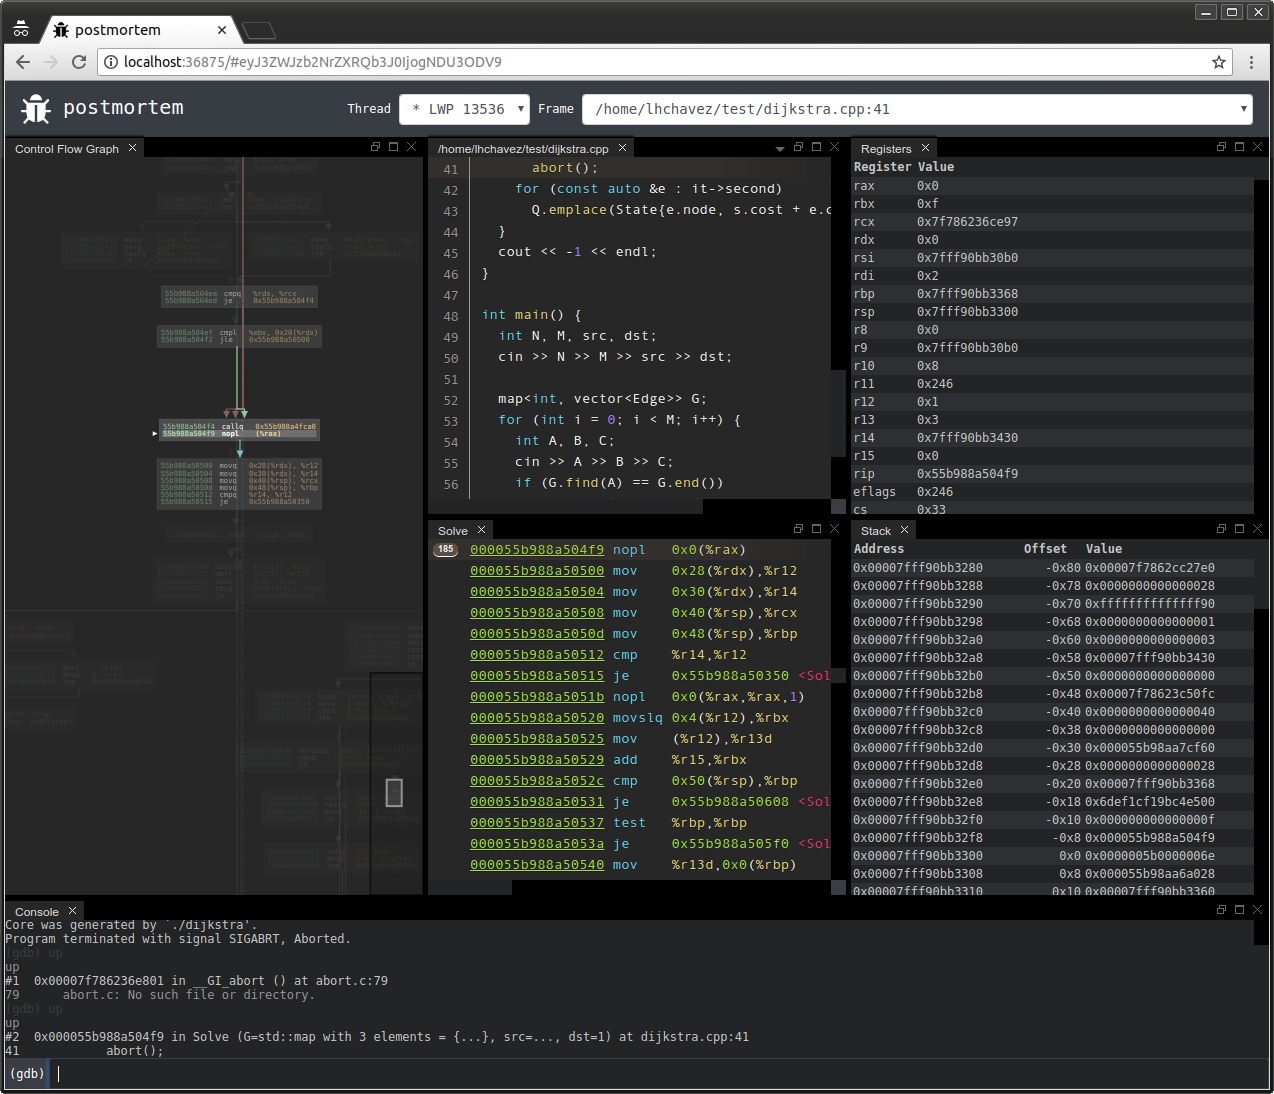 postmortem
localhost:36875/#eyJ3ZWJzb2NrZXRQb3J0IjogNDU3ODV9
postmortem
Thread * LWP 13536 Frame /home/lhchavez/test/dijkstra.cpp:41
Control Flow Graph
55b988a504ea cmpq %rdx, %rcx
55b988a504ed je 0x55b988a504f4
55b988a504ef cmpl %ebx, 0x20(%rdx)
55b988a504f2 jle 0x55b988a50500
55b988a504f4 callq 0x55b988a4fca0
55b988a504f9 nopl (%rax)
55b988a50500 movq 0x28(%rdx), %r12
55b988a50504 movq 0x30(%rdx), %r14
55b988a50508 movq 0x40(%rsp), %rcx
55b988a5050d movq 0x48(%rsp), %rbp
55b988a50512 cmpq %r14, %r12
55b988a50515 je 0x55b988a50350
/home/lhchavez/test/dijkstra.cpp
41 abort();
42 for (const auto &e : it->second)
43 Q.emplace(State{e.node, s.cost + e.c
44 }
45 cout << -1 << endl;
46 }
47
48 int main() {
49 int N, M, src, dst;
50 cin >> N >> M >> src >> dst;
51
52 map<int, vector<Edge>> G;
53 for (int i = 0; i < M; i++) {
54 int A, B, C;
55 cin >> A >> B >> C;
56 if (G.find(A) == G.end())
Registers
Register Value
rax 0x0
rbx 0xf
rcx 0x7f786236ce97
rdx 0x0
rsi 0x7fff90bb30b0
rdi 0x2
rbp 0x7fff90bb3368
rsp 0x7fff90bb3300
r8 0x0
r9 0x7fff90bb30b0
r10 0x8
r11 0x246
r12 0x1
r13 0x3
r14 0x7fff90bb3430
r15 0x0
rip 0x55b988a504f9
eflags 0x246
cs 0x33
Solve
185 000055b988a504f9 nopl 0x0(%rax)
000055b988a50500 mov 0x28(%rdx),%r12
000055b988a50504 mov 0x30(%rdx),%r14
000055b988a50508 mov 0x40(%rsp),%rcx
000055b988a5050d mov 0x48(%rsp),%rbp
000055b988a50512 cmp %r14,%r12
000055b988a50515 je 0x55b988a50350 <Sol
000055b988a5051b nopl 0x0(%rax,%rax,1)
000055b988a50520 movslq 0x4(%r12),%rbx
000055b988a50525 mov (%r12),%r13d
000055b988a50529 add %r15,%rbx
000055b988a5052c cmp 0x50(%rsp),%rbp
000055b988a50531 je 0x55b988a50608 <Sol
000055b988a50537 test %rbp,%rbp
000055b988a5053a je 0x55b988a505f0 <Sol
000055b988a50540 mov %r13d,0x0(%rbp)
Stack
Address Offset Value
0x00007fff90bb3280 -0x80 0x00007f7862cc27e0
0x00007fff90bb3288 -0x78 0x0000000000000028
0x00007fff90bb3290 -0x70 0xffffffffffffff90
0x00007fff90bb3298 -0x68 0x0000000000000001
0x00007fff90bb32a0 -0x60 0x0000000000000003
0x00007fff90bb32a8 -0x58 0x00007fff90bb3430
0x00007fff90bb32b0 -0x50 0x0000000000000000
0x00007fff90bb32b8 -0x48 0x00007f78623c50fc
0x00007fff90bb32c0 -0x40 0x0000000000000040
0x00007fff90bb32c8 -0x38 0x0000000000000000
0x00007fff90bb32d0 -0x30 0x000055b98aa7cf60
0x00007fff90bb32d8 -0x28 0x0000000000000028
0x00007fff90bb32e0 -0x20 0x00007fff90bb3368
0x00007fff90bb32e8 -0x18 0x6def1cf19bc4e500
0x00007fff90bb32f0 -0x10 0x000000000000000f
0x00007fff90bb32f8 -0x8 0x000055b988a504f9
0x00007fff90bb3300 0x0 0x0000005b0000006e
0x00007fff90bb3308 0x8 0x000055b98aa6a028
0x00007fff90bb3310 0x10 0x00007fff90bb3360
Console
Core was generated by `./dijkstra'.
Program terminated with signal SIGABRT, Aborted.
(gdb) up
up
#1 0x00007f786236e801 in __GI_abort () at abort.c:79
79 abort.c: No such file or directory.
(gdb) up
up
#2 0x000055b988a504f9 in Solve (G=std::map with 3 elements = {...}, src=..., dst=1) at dijkstra.cpp:41
41 abort();
(gdb)